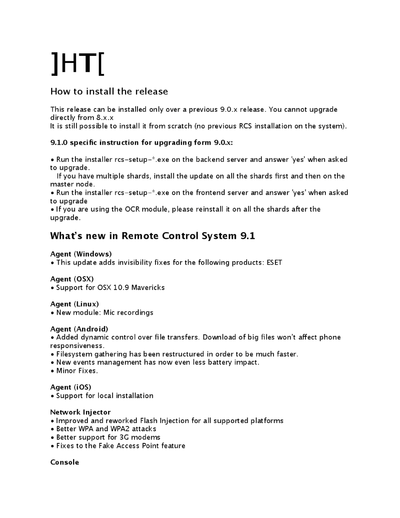 ]HT[
How to install the release
This release can be installed only over a previous 9.0.x release. You cannot upgrade
directly from 8.x.x
It is still possible to install it from scratch (no previous RCS installation on the system).
9.1.0 specific instruction for upgrading form 9.0.x:
• Run the installer rcs-setup-*.exe on the backend server and answer 'yes' when asked
to upgrade.
If you have multiple shards, install the update on all the shards first and then on the
master node.
• Run the installer rcs-setup-*.exe on the frontend server and answer 'yes' when asked
to upgrade
• If you are using the OCR module, please reinstall it on all the shards after the
upgrade.
What's new in Remote Control System 9.1
Agent (Windows)
• This update adds invisibility fixes for the following products: ESET
Agent (OSX)
• Support for OSX 10.9 Mavericks
Agent (Linux)
• New module: Mic recordings
Agent (Android)
• Added dynamic control over file transfers. Download of big files won't affect phone
responsiveness.
• Filesystem gathering has been restructured in order to be much faster.
• New events management has now even less battery impact.
• Minor Fixes.
Agent (iOS)
• Support for local installation
Network Injector
• Improved and reworked Flash Injection for all supported platforms
• Better WPA and WPA2 attacks
• Better support for 3G modems
• Fixes to the Fake Access Point feature
Console